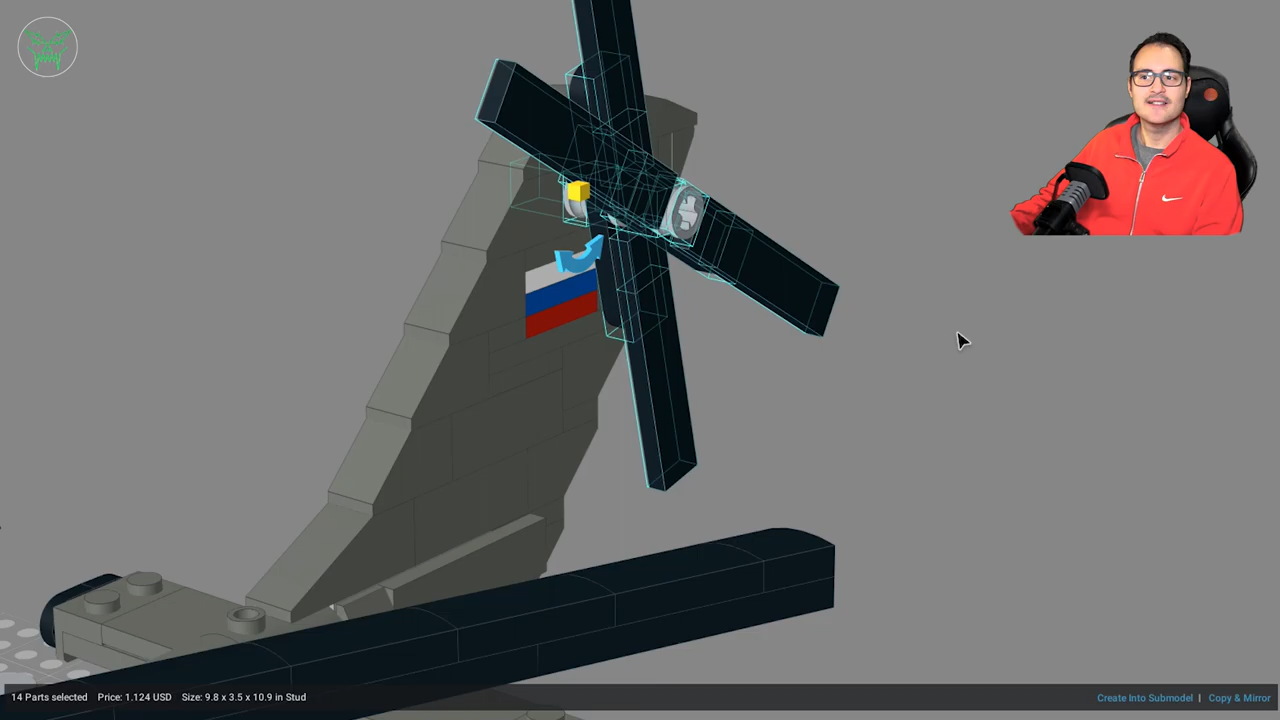 14 Parts selected Price: 1.124 USD Size: 9.8 x 3.5 x 10.9 in Stud
Create Into Submodel | Copy & Mirror